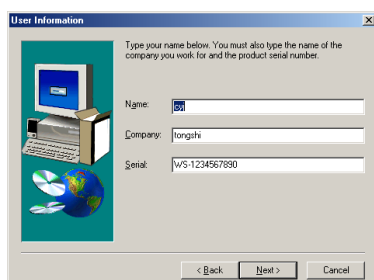 User Information
Type your name below. You must also type the name of the
company you work for and the product serial number.
Name: cyi
Company: tongshi
Serial: WS-1234567890
< Back Next > Cancel